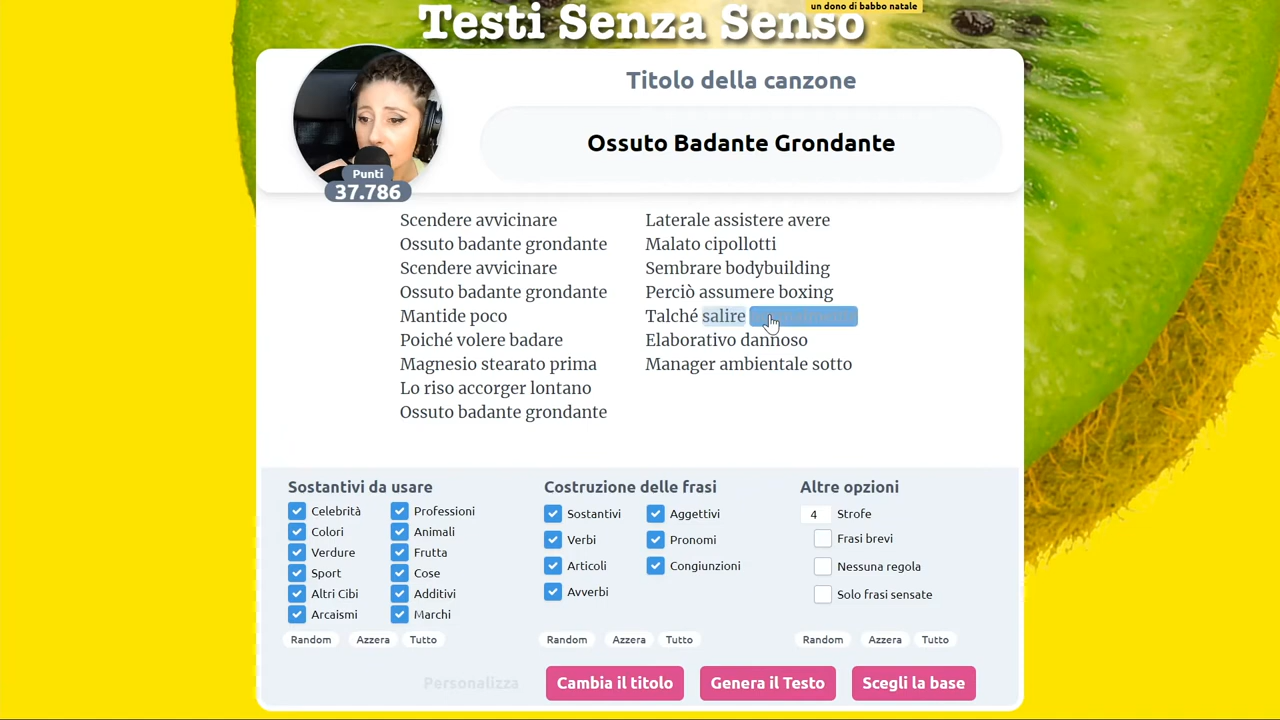 un dono di babbo natale
Testi Senza Senso
Titolo della canzone
Ossuto Badante Grondante
Punti
37.786
Scendere avvicinare
Ossuto badante grondante
Scendere avvicinare
Ossuto badante grondante
Mantide poco
Poiché volere badare
Magnesio stearato prima
Lo riso accorger lontano
Ossuto badante grondante
Laterale assistere avere
Malato cipollotti
Sembrare bodybuilding
Perciò assumere boxing
Talché salire
Elaborativo dannoso
Manager ambientale sotto
Sostantivi da usare
Celebrità
Professioni
Colori
Animali
Verdure
Frutta
Sport
Cose
Altri Cibi
Additivi
Arcaismi
Marchi
Random Azzera Tutto
Costruzione delle frasi
Sostantivi
Aggettivi
Verbi
Pronomi
Articoli
Congiunzioni
Avverbi
Random Azzera Tutto
Altre opzioni
4 Strofe
Frasi brevi
Nessuna regola
Solo frasi sensate
Random Azzera Tutto
Personalizza
Cambia il titolo
Genera il Testo
Scegli la base